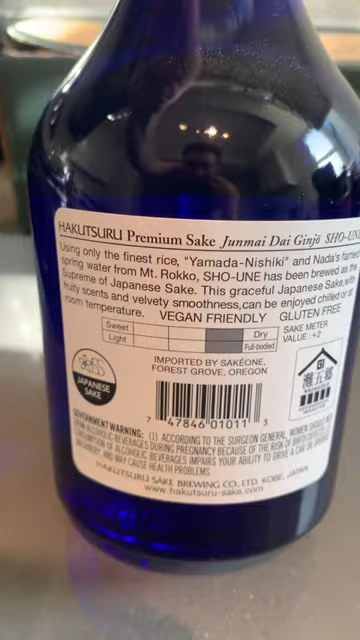 HAKUTSURU Premium Sake Junmai Dai Ginjō SHO-UNE
Using only the finest rice, "Yamada-Nishiki" and Nada's famed
spring water from Mt. Rokko, SHO-UNE has been brewed as the
Supreme of Japanese Sake. This graceful Japanese Sake, with
fruity scents and velvety smoothness, can be enjoyed chilled or at
room temperature. VEGAN FRIENDLY GLUTEN FREE
Sweet Dry
Light Full-bodied
SAKE METER
VALURE : +2
IMPORTED BY SAKÉONE,
FOREST GROVE, OREGON
JAPANESE
SAKE
灘五郷
7 47846 01011 3
GOVERNMENT WARNING: (1) ACCORDING TO THE SURGEON GENERAL, WOMEN SHOULD NOT
DRINK ALCOHOLIC BEVERAGES DURING PREGNANCY BECAUSE OF THE RISK OF BIRTH DEFECTS. (2)
CONSUMPTION OF ALCOHOLIC BEVERAGES IMPAIRS YOUR ABILITY TO DRIVE A CAR OR OPERATE
MACHINERY, AND MAY CAUSE HEALTH PROBLEMS.
HAKUTSURU SAKE BREWING CO., LTD. KOBE, JAPAN
www.hakutsuru-sake.com